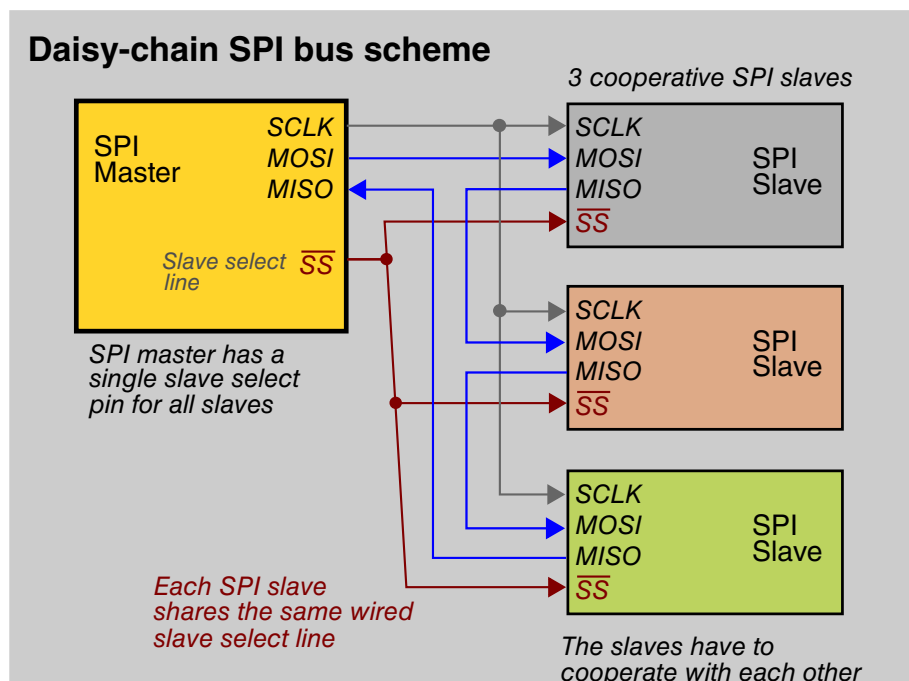 Daisy-chain SPI bus scheme
3 cooperative SPI slaves
SPI
Master
SCLK
MOSI
MISO
Slave select
line
SS
SPI master has a
single slave select
pin for all slaves
SCLK
MOSI
MISO
SS
SPI
Slave
SCLK
MOSI
MISO
SS
SPI
Slave
SCLK
MOSI
MISO
SS
SPI
Slave
Each SPI slave
shares the same wired
slave select line
The slaves have to
cooperate with each other